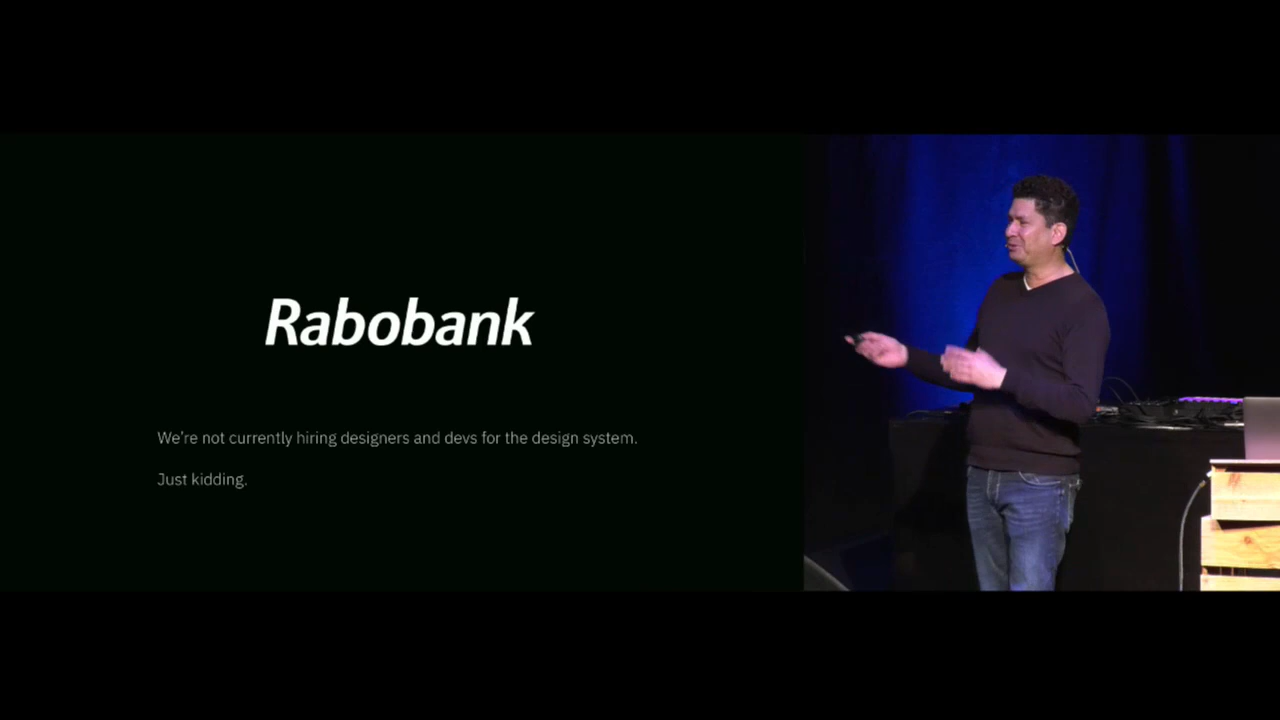 Rabobank
We're not currently hiring designers and devs for the design system.
Just kidding.